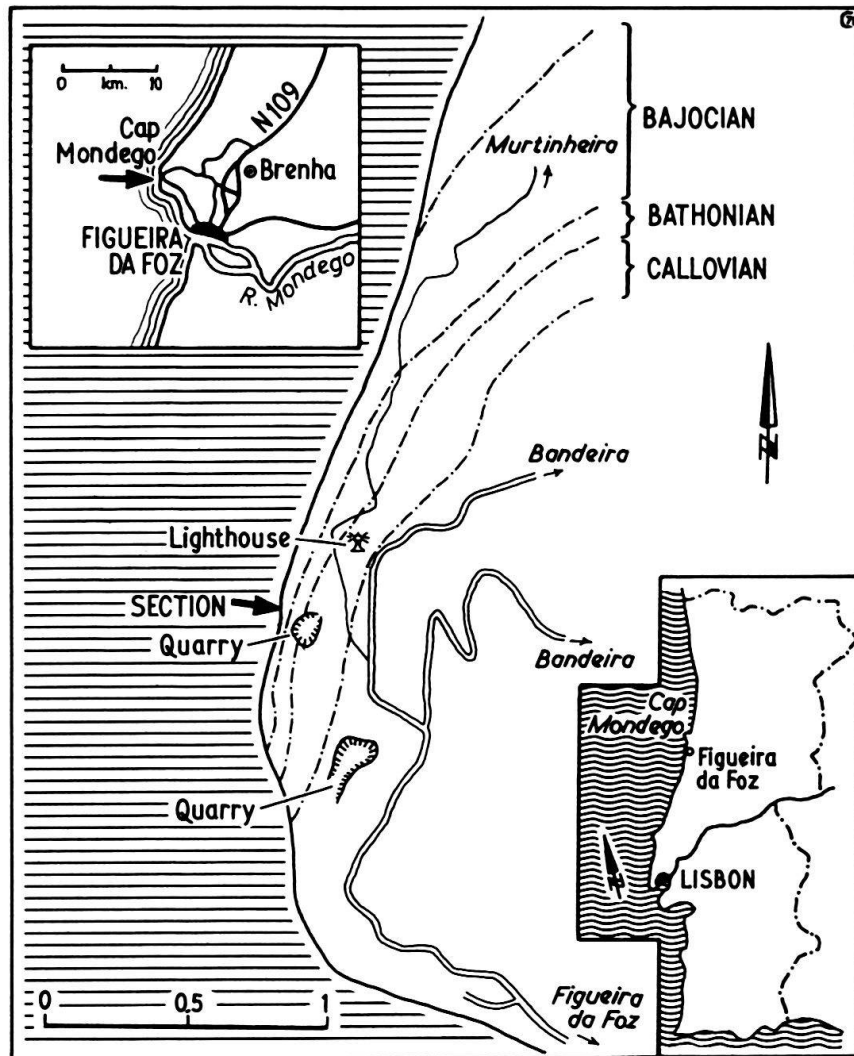 0 km. 10
Cap
Mondego
N109
Brenha
FIGUEIRA
DA FOZ
R. Mondego
BAJOCIAN
Murtinheira
BATHONIAN
CALLOVIAN
N
Bandeira
Lighthouse
SECTION
Quarry
Bandeira
Cap
Mondego
Figueira
da Foz
Quarry
N
LISBON
0 0.5 1
Figueira
da Foz